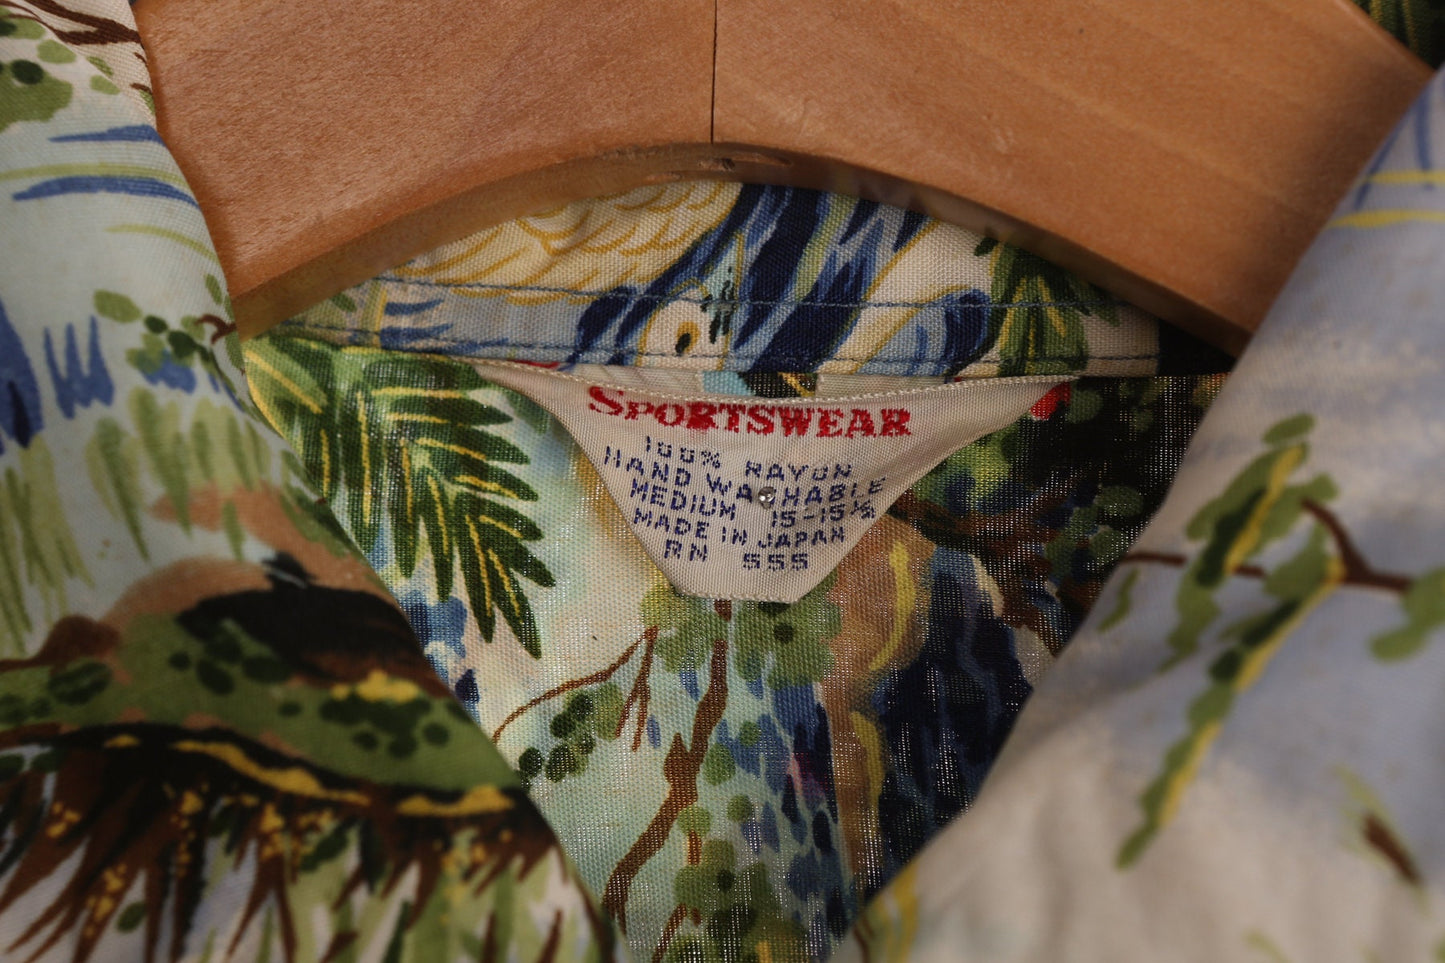 SPORTSWEAR
100% RAYON
HAND WASHABLE
MEDIUM 15-15½
MADE IN JAPAN
RN 555